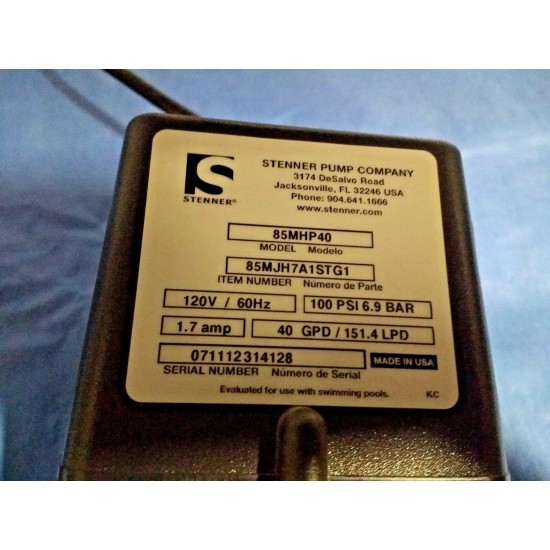 STENNER PUMP COMPANY
3174 DeSalvo Road
Jacksonville, FL 32246 USA
Phone: 904.641.1666
www.stenner.com
S
STENNER®
85MHP40
MODEL Modelo
85MJH7A1STG1
ITEM NUMBER Número de Parte
120V / 60Hz 100 PSI 6.9 BAR
1.7 amp 40 GPD / 151.4 LPD
071112314128 MADE IN USA
SERIAL NUMBER Número de Serial
Evaluated for use with swimming pools. KC